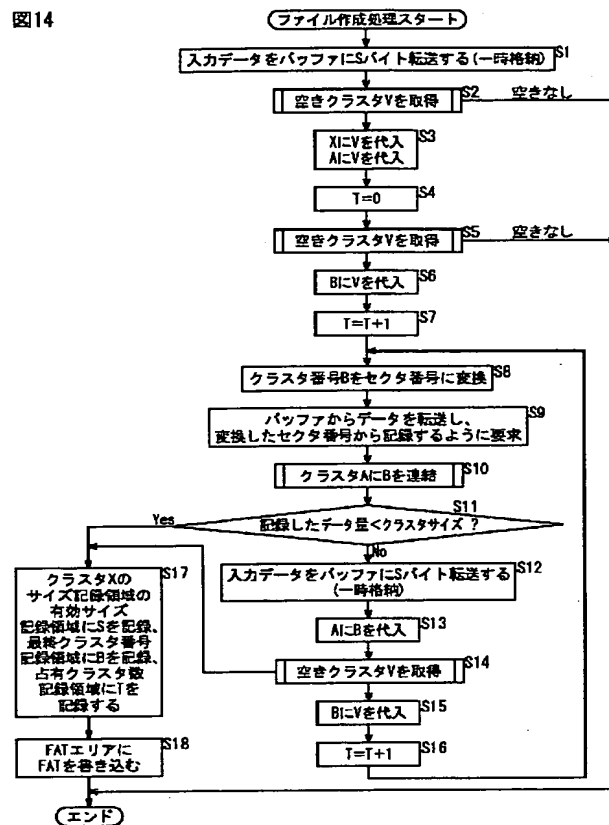 図14
ファイル作成処理スタート
入力データをバッファにSバイト転送する(一時格納)
S1
空きクラスタVを取得
S2
空きなし
XにVを代入
AにVを代入
S3
T=0
S4
空きクラスタVを取得
S5
空きなし
BにVを代入
S6
T=T+1
S7
クラスタ番号Bをセクタ番号に変換
S8
バッファからデータを転送し、
変換したセクタ番号から記録するように要求
S9
クラスタAにBを連結
S10
記録したデータ量<クラスタサイズ ?
S11
Yes
No
入力データをバッファにSバイト転送する
(一時格納)
S12
AにBを代入
S13
空きクラスタVを取得
S14
BにVを代入
S15
T=T+1
S16
クラスタXの
サイズ記録領域の
有効サイズ
記録領域にSを記録、
最終クラスタ番号
記録領域にBを記録、
占有クラスタ数
記録領域にTを
記録する
S17
FATエリアに
FATを書き込む
S18
エンド